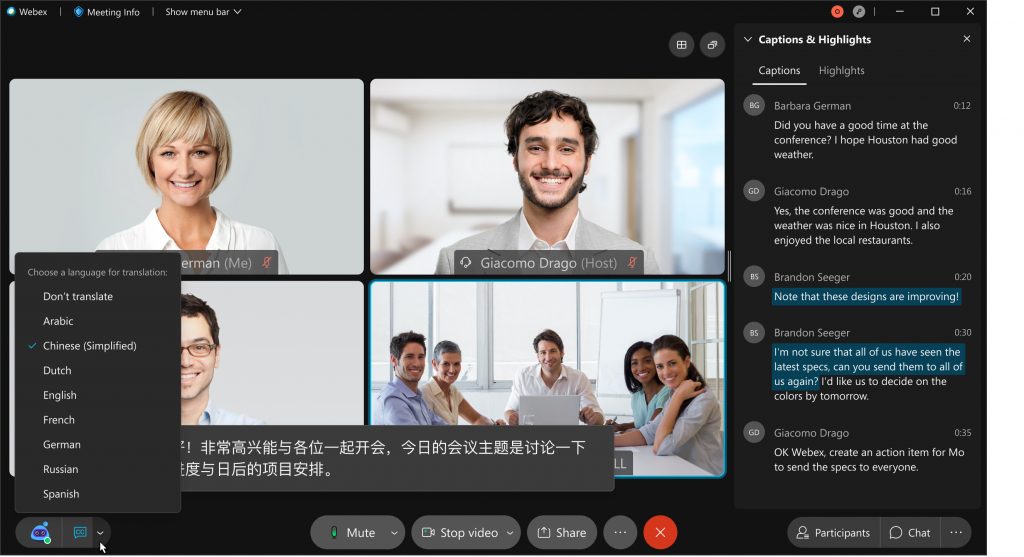 Webex
Meeting Info
Show menu bar
Captions & Highlights
Captions
Highlghts
BG
Barbara German
0:12
Did you have a good time at the
conference? I hope Houston had good
weather.
GD
Giacomo Drago
0:16
Yes, the conference was good and the
weather was nice in Houston. I also
enjoyed the local restaurants.
BS
Brandon Seeger
0:20
Note that these designs are improving!
BS
Brandon Seeger
0:30
I'm not sure that all of us have seen the
latest specs, can you send them to all of
us again? I'd like us to decide on the
colors by tomorrow.
GD
Giacomo Drago
0:35
OK Webex, create an action item for Mo
to send the specs to everyone.
erman (Me)
Giacomo Drago (Host)
Choose a language for translation:
Don't translate
Arabic
Chinese (Simplified)
Dutch
English
French
German
Russian
Spanish
！非常高兴能与各位一起开会，今日的会议主题是讨论一下
度与日后的项目安排。
LL
CC
Mute
Stop video
Share
Participants
Chat